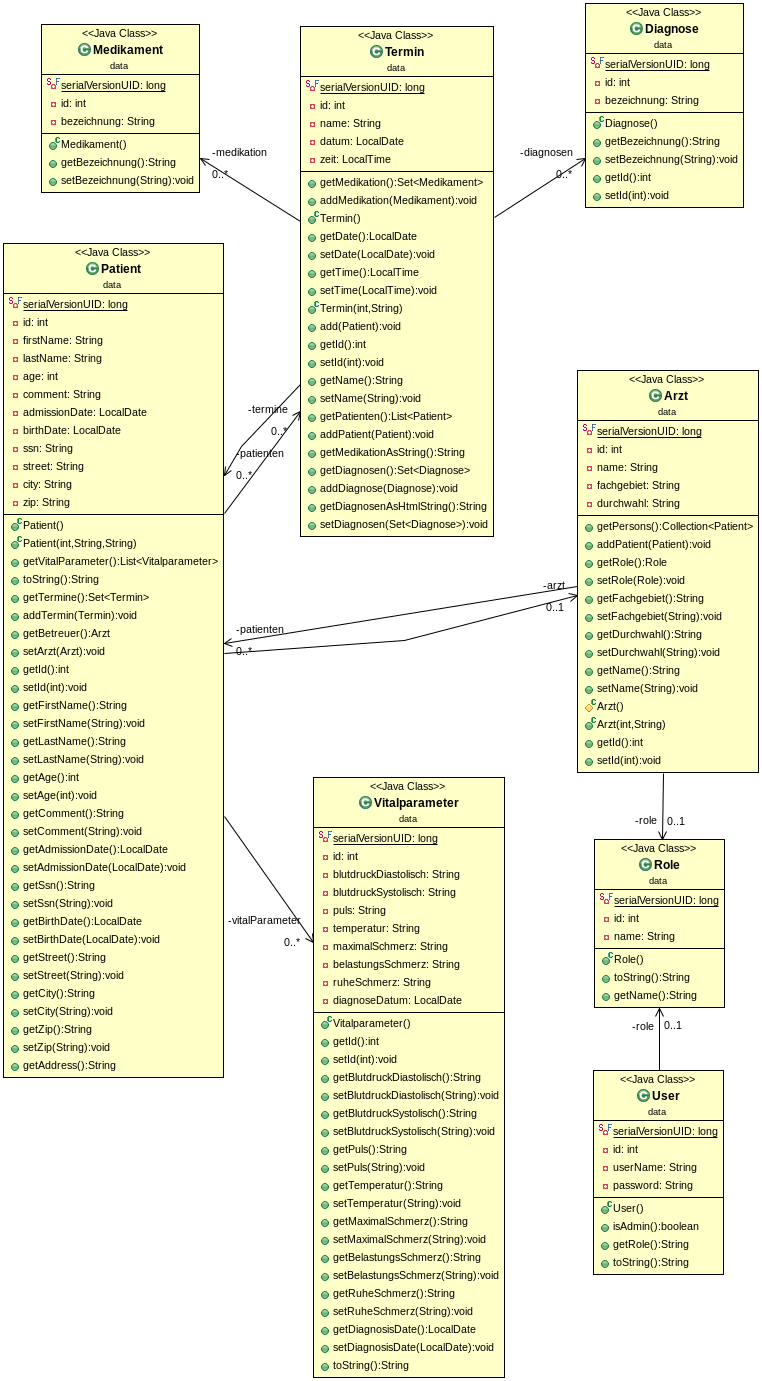 <<Java Class>>
Medikament
data
serialVersionUID: long
id: int
bezeichnung: String
Medikament()
getBezeichnung():String
setBezeichnung(String):void
<<Java Class>>
Termin
data
serialVersionUID: long
id: int
name: String
datum: LocalDate
zeit: LocalTime
getMedikation():Set<Medikament>
addMedikation(Medikament):void
Termin()
getDate():LocalDate
setDate(LocalDate):void
getTime():LocalTime
setTime(LocalTime):void
Termin(int,String)
add(Patient):void
getId():int
setId(int):void
getName():String
setName(String):void
getPatienten():List<Patient>
addPatient(Patient):void
getMedikationAsString():String
getDiagnosen():Set<Diagnose>
addDiagnose(Diagnose):void
getDiagnosenAsHtmlString():String
setDiagnosen(Set<Diagnose>):void
<<Java Class>>
Diagnose
data
serialVersionUID: long
id: int
bezeichnung: String
Diagnose()
getBezeichnung():String
setBezeichnung(String):void
getId():int
setId(int):void
-medikation
0..*
-diagnosen
0..*
<<Java Class>>
Patient
data
serialVersionUID: long
id: int
firstName: String
lastName: String
age: int
comment: String
admissionDate: LocalDate
birthDate: LocalDate
ssn: String
street: String
city: String
zip: String
Patient()
Patient(int,String,String)
getVitalParameter():List<Vitalparameter>
toString():String
getTermine():Set<Termin>
addTermin(Termin):void
getBetreuer():Arzt
setArzt(Arzt):void
getId():int
setId(int):void
getFirstName():String
setFirstName(String):void
getLastName():String
setLastName(String):void
getAge():int
setAge(int):void
getComment():String
setComment(String):void
getAdmissionDate():LocalDate
setAdmissionDate(LocalDate):void
getSsn():String
setSsn(String):void
getBirthDate():LocalDate
setBirthDate(LocalDate):void
getStreet():String
setStreet(String):void
getCity():String
setCity(String):void
getZip():String
setZip(String):void
getAddress():String
-termine
0..*
-patienten
0..*
<<Java Class>>
Arzt
data
serialVersionUID: long
id: int
name: String
fachgebiet: String
durchwahl: String
getPersons():Collection<Patient>
addPatient(Patient):void
getRole():Role
setRole(Role):void
getFachgebiet():String
setFachgebiet(String):void
getDurchwahl():String
setDurchwahl(String):void
getName():String
setName(String):void
Arzt()
Arzt(int,String)
getId():int
setId(int):void
-arzt
0..1
-patienten
0..*
<<Java Class>>
Vitalparameter
data
serialVersionUID: long
id: int
blutdruckDiastolisch: String
blutdruckSystolisch: String
puls: String
temperatur: String
maximalSchmerz: String
belastungsSchmerz: String
ruheSchmerz: String
diagnoseDatum: LocalDate
Vitalparameter()
getId():int
setId(int):void
getBlutdruckDiastolisch():String
setBlutdruckDiastolisch(String):void
getBlutdruckSystolisch():String
setBlutdruckSystolisch(String):void
getPuls():String
setPuls(String):void
getTemperatur():String
setTemperatur(String):void
getMaximalSchmerz():String
setMaximalSchmerz(String):void
getBelastungsSchmerz():String
setBelastungsSchmerz(String):void
getRuheSchmerz():String
setRuheSchmerz(String):void
getDiagnosisDate():LocalDate
setDiagnosisDate(LocalDate):void
toString():String
-vitalParameter
0..*
-role 0..1
<<Java Class>>
Role
data
serialVersionUID: long
id: int
name: String
Role()
toString():String
getName():String
-role 0..1
<<Java Class>>
User
data
serialVersionUID: long
id: int
userName: String
password: String
User()
isAdmin():boolean
getRole():String
toString():String